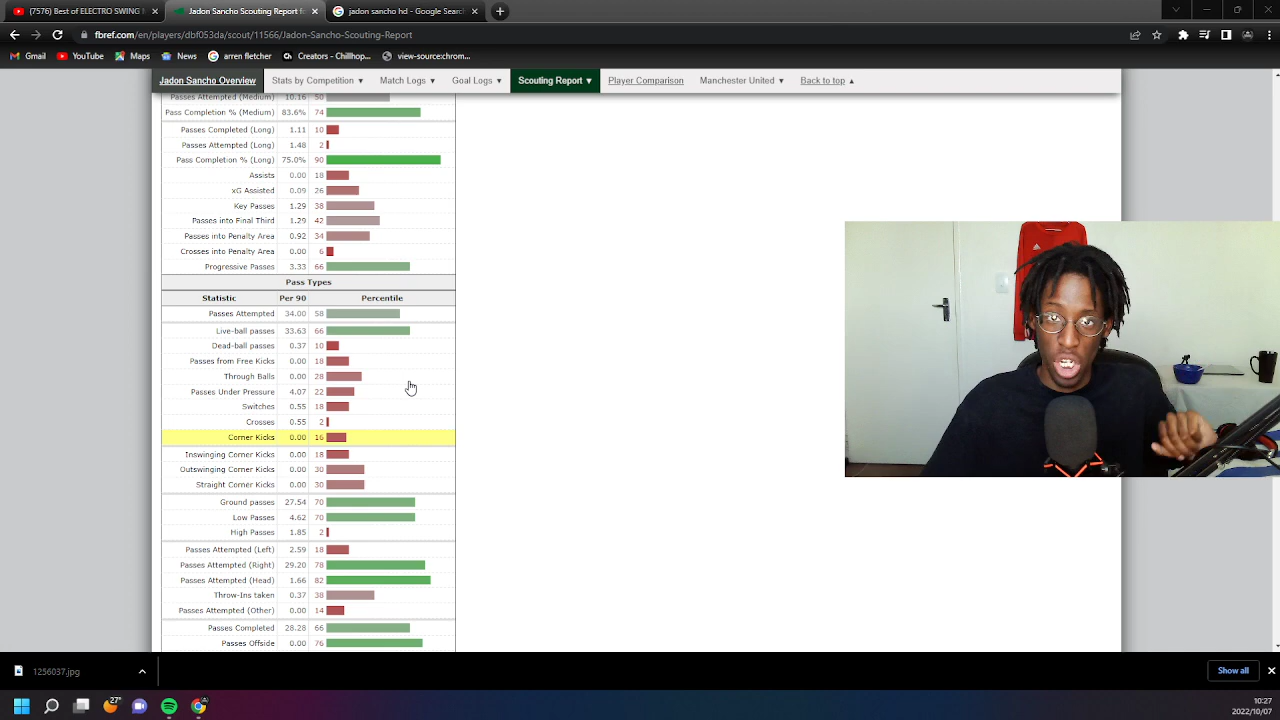 (7576) Best of ELECTRO SWING
Jadon Sancho Scouting Report f
jadon sancho hd - Google Searc
fbref.com/en/players/dbf053da/scout/11566/Jadon-Sancho-Scouting-Report
Gmail YouTube Maps News arren fletcher Creators - Chillhop... view-source:chrom...
Jadon Sancho Overview Stats by Competition ▼ Match Logs ▼ Goal Logs ▼ Scouting Report ▼ Player Comparison Manchester United ▼ Back to top ▲
Passes Attempted (Medium) 10.16 50
Pass Completion % (Medium) 83.6% 74
Passes Completed (Long) 1.11 10
Passes Attempted (Long) 1.48 2
Pass Completion % (Long) 75.0% 90
Assists 0.00 18
xG Assisted 0.09 26
Key Passes 1.29 38
Passes into Final Third 1.29 42
Passes into Penalty Area 0.92 34
Crosses into Penalty Area 0.00 6
Progressive Passes 3.33 66
Pass Types
Statistic Per 90 Percentile
Passes Attempted 34.00 58
Live-ball passes 33.63 66
Dead-ball passes 0.37 10
Passes from Free Kicks 0.00 18
Through Balls 0.00 28
Passes Under Pressure 4.07 22
Switches 0.55 18
Crosses 0.55 2
Corner Kicks 0.00 16
Inswinging Corner Kicks 0.00 18
Outswinging Corner Kicks 0.00 30
Straight Corner Kicks 0.00 30
Ground passes 27.54 70
Low Passes 4.62 70
High Passes 1.85 2
Passes Attempted (Left) 2.59 18
Passes Attempted (Right) 29.20 78
Passes Attempted (Head) 1.66 82
Throw-Ins taken 0.37 38
Passes Attempted (Other) 0.00 14
Passes Completed 28.28 66
Passes Offside 0.00 76
1256037.jpg
Show all
27°
10:27
2022/10/07